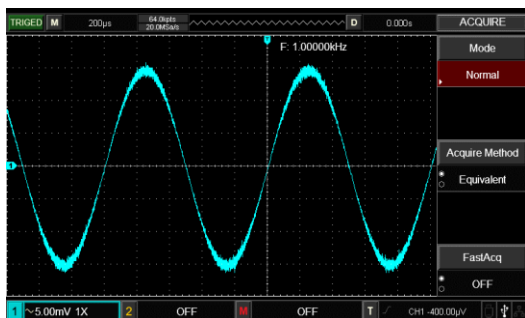 TRIGED M 200μs 64.0kpts D 0.000s ACQUIRE
20.0MSa/s
T
F: 1.00000kHz
Mode
Normal
1
Acquire Method
Equivalent
FastAcq
OFF
1 ~5.00mV 1X 2 OFF M OFF T CH1 -400.00μV